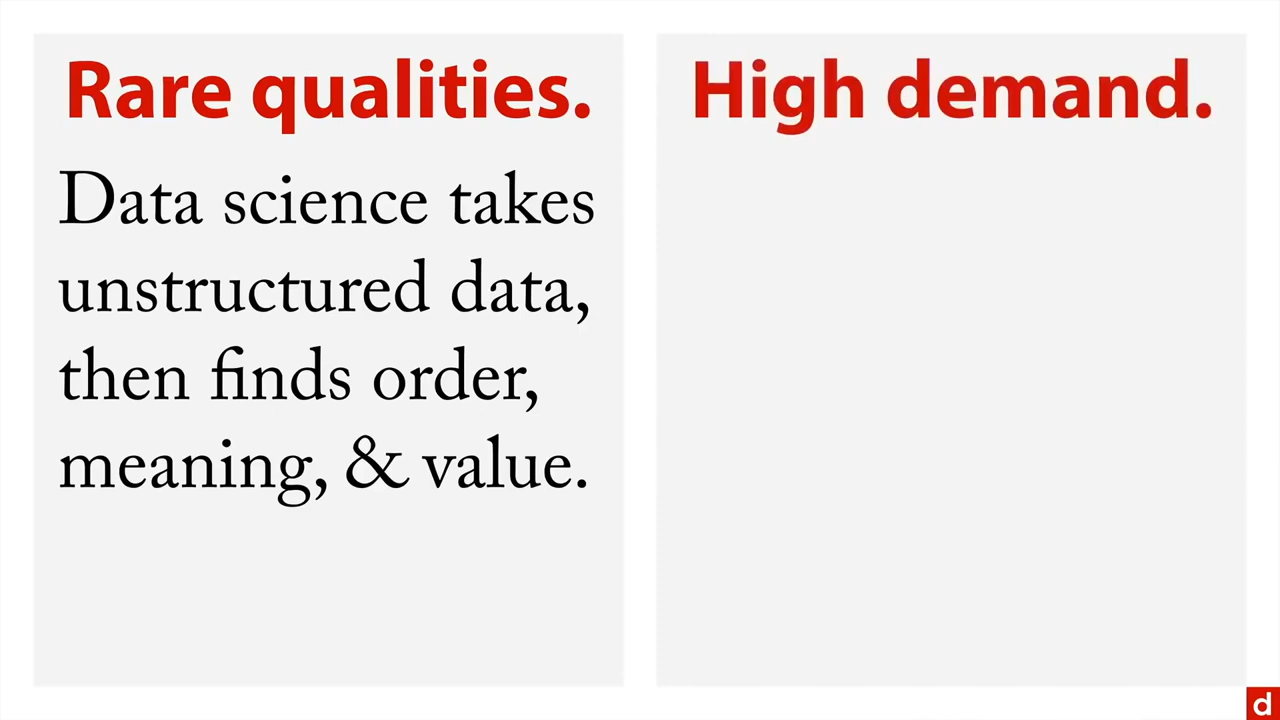 Rare qualities.
Data science takes
unstructured data,
then finds order,
meaning, & value.
High demand.
d